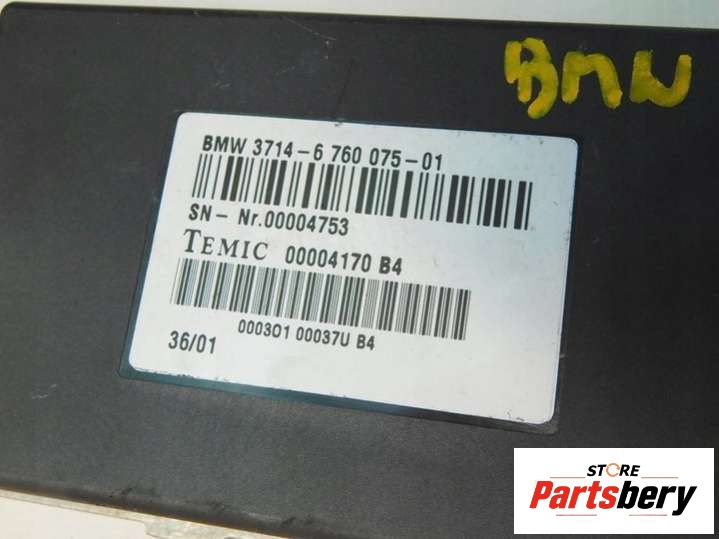 BMW
BMW 3714-6 760 075-01
SN- Nr.00004753
TEMIC 00004170 B4
000301 00037U B4
36/01
STORE
Partsbery